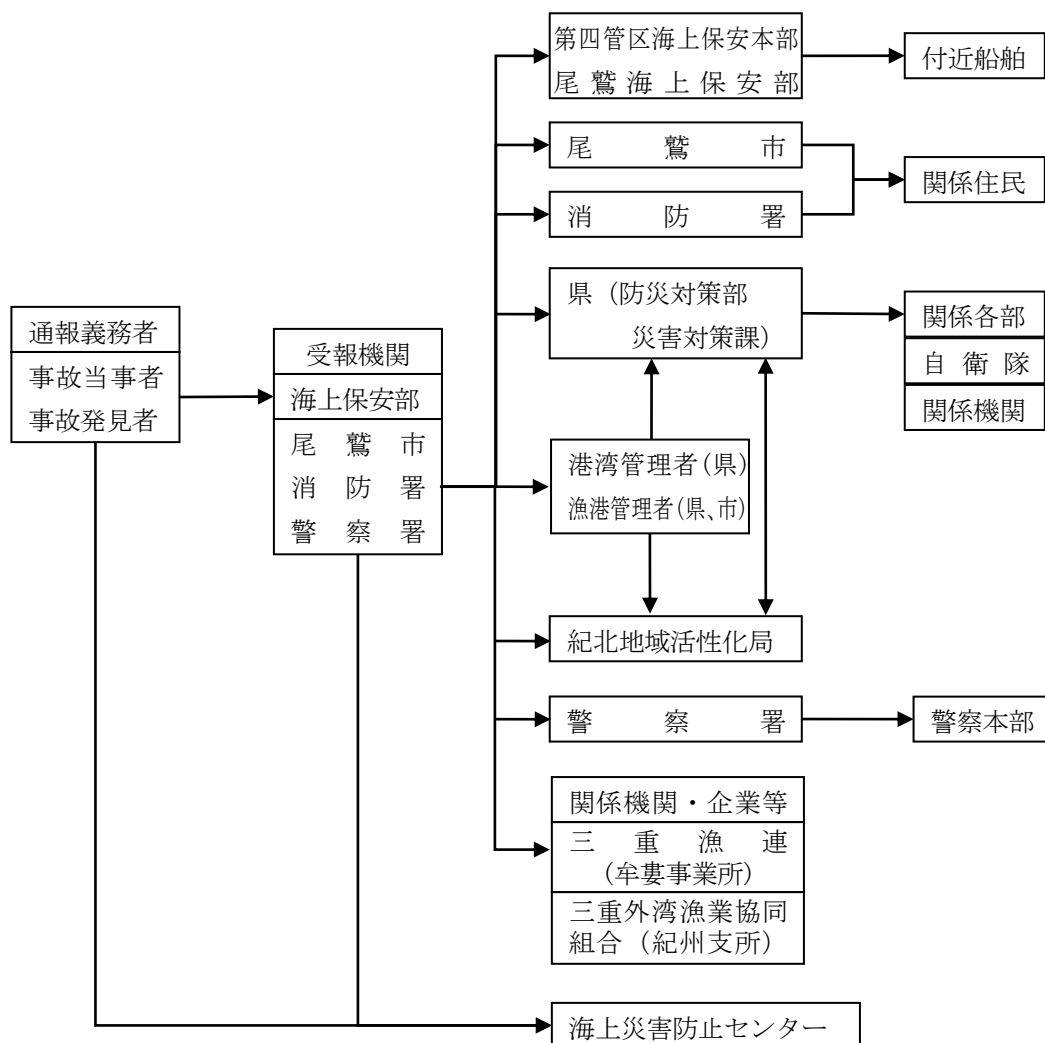 通報義務者
事故当事者
事故発見者
受報機関
海上保安部
尾鷲市
消防署
警察署
第四管区海上保安本部
尾鷲海上保安部
付近船舶
尾鷲市
消防署
関係住民
県(防災対策部
災害対策課)
関係各部
自衛隊
関係機関
港湾管理者(県)
漁港管理者(県、市)
紀北地域活性化局
警察署
警察本部
関係機関・企業等
三重漁連
(牟婁事業所)
三重外湾漁業協同
組合(紀州支所)
海上災害防止センター